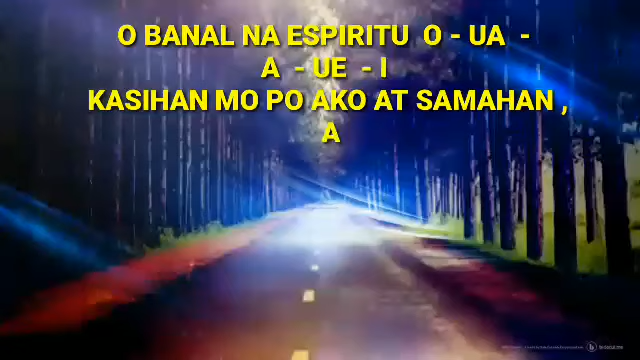 O BANAL NA ESPIRITU  O - UA  -
A  - UE  - I
KASIHAN MO PO AKO AT SAMAHAN ,
A